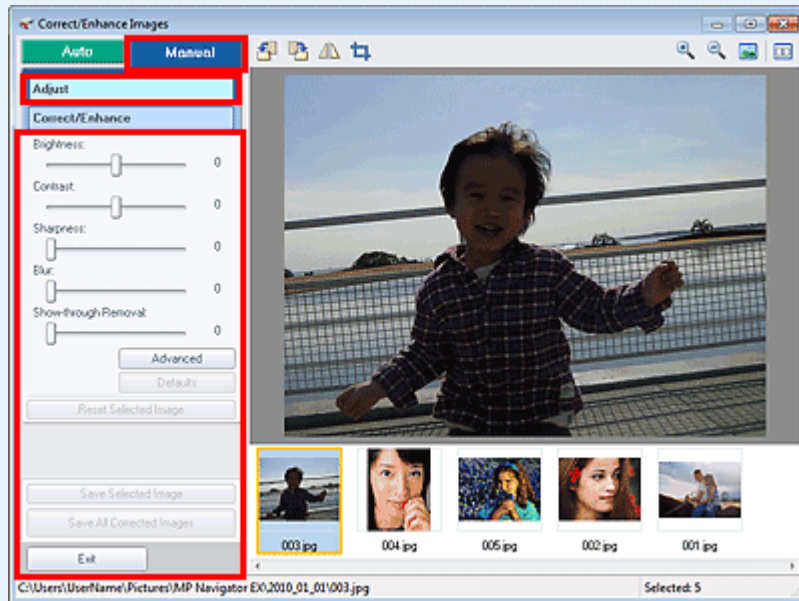 Correct/Enhance Images
Auto
Manual
Adjust
Correct/Enhance
Brightness:
0
Contrast:
0
Sharpness:
0
Blur:
0
Show-through Removal:
0
Advanced
Defaults
Reset Selected Image
Save Selected Image
Save All Corrected Images
Exit
003.jpg
004.jpg
005.jpg
002.jpg
001.jpg
C:\Users\UserName\Pictures\MP Navigator EX\2010_01_01\003.jpg
Selected: 5